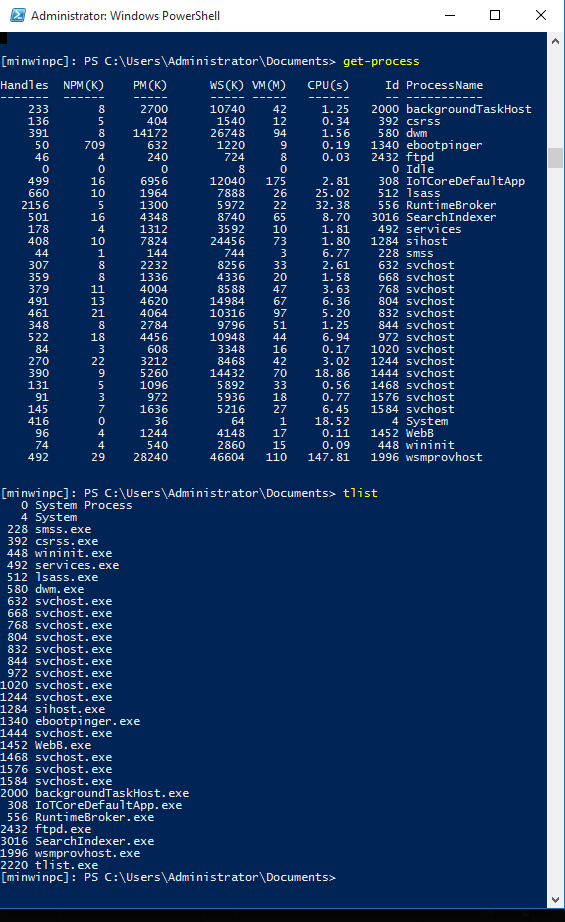 Administrator: Windows PowerShell
[minwinpc]: PS C:\Users\Administrator\Documents> get-process
Handles  NPM(K)    PM(K)      WS(K) VM(M)   CPU(s)     Id ProcessName
-------  ------    -----      ----- -----   ------     -- -----------
    233       8     2700      10740    42     1.25   2000 backgroundTaskHost
    136       5      404       1540    12     0.34    392 csrss
    391       8    14172      26748    94     1.56    580 dwm
     50     709      632       1220     9     0.19   1340 ebootpinger
     46       4      240        724     8     0.03   2432 ftpd
      0       0        0          8     0               0 Idle
    499      16     6956      12040   175     2.81    308 IoTCoreDefaultApp
    660      10     1964       7888    26    25.02    512 lsass
   2156       5     1300       5972    22    32.38    556 RuntimeBroker
    501      16     4348       8740    65     8.70   3016 SearchIndexer
    178       4     1312       3592    10     1.81    492 services
    408      10     7824      24456    73     1.80   1284 sihost
     44       1      144        744     3     6.77    228 smss
    307       8     2232       8256    33     2.61    632 svchost
    359       8     1336       4336    20     1.58    668 svchost
    379      11     4004       8588    47     3.63    768 svchost
    491      13     4620      14984    67     6.36    804 svchost
    461      21     4064      10316    97     5.20    832 svchost
    348       8     2784       9796    51     1.25    844 svchost
    522      18     4456      10948    44     6.94    972 svchost
     84       3      608       3348    16     0.17   1020 svchost
    270      22     3212       8468    42     3.02   1244 svchost
    390       9     5260      14432    70    18.86   1444 svchost
    131       5     1096       5892    33     0.56   1468 svchost
     91       3      972       5936    18     0.77   1576 svchost
    145       7     1636       5216    27     6.45   1584 svchost
    416       0       36         64     1    18.52      4 System
     96       4     1244       4148    17     0.11   1452 WebB
     74       4      540       2860    15     0.09    448 wininit
    492      29    28240      46604   110   147.81   1996 wsmprovhost
[minwinpc]: PS C:\Users\Administrator\Documents> tlist
   0 System Process
   4 System
 228 smss.exe
 392 csrss.exe
 448 wininit.exe
 492 services.exe
 512 lsass.exe
 580 dwm.exe
 632 svchost.exe
 668 svchost.exe
 768 svchost.exe
 804 svchost.exe
 832 svchost.exe
 844 svchost.exe
 972 svchost.exe
1020 svchost.exe
1244 svchost.exe
1284 sihost.exe
1340 ebootpinger.exe
1444 svchost.exe
1452 WebB.exe
1468 svchost.exe
1576 svchost.exe
1584 svchost.exe
2000 backgroundTaskHost.exe
 308 IoTCoreDefaultApp.exe
 556 RuntimeBroker.exe
2432 ftpd.exe
3016 SearchIndexer.exe
1996 wsmprovhost.exe
2220 tlist.exe
[minwinpc]: PS C:\Users\Administrator\Documents>